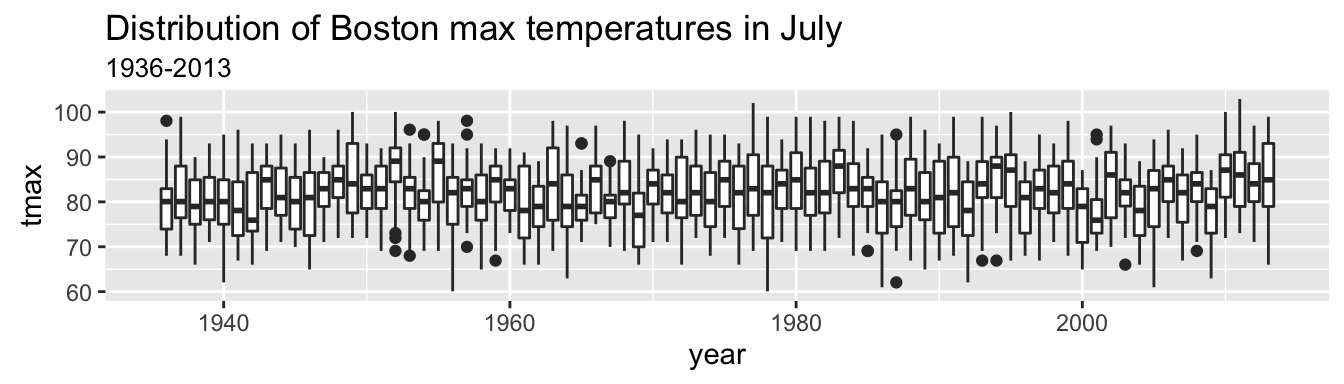 Distribution of Boston max temperatures in July
1936-2013
100
90
80
70
60
tmax
1940 1960 1980 2000
year